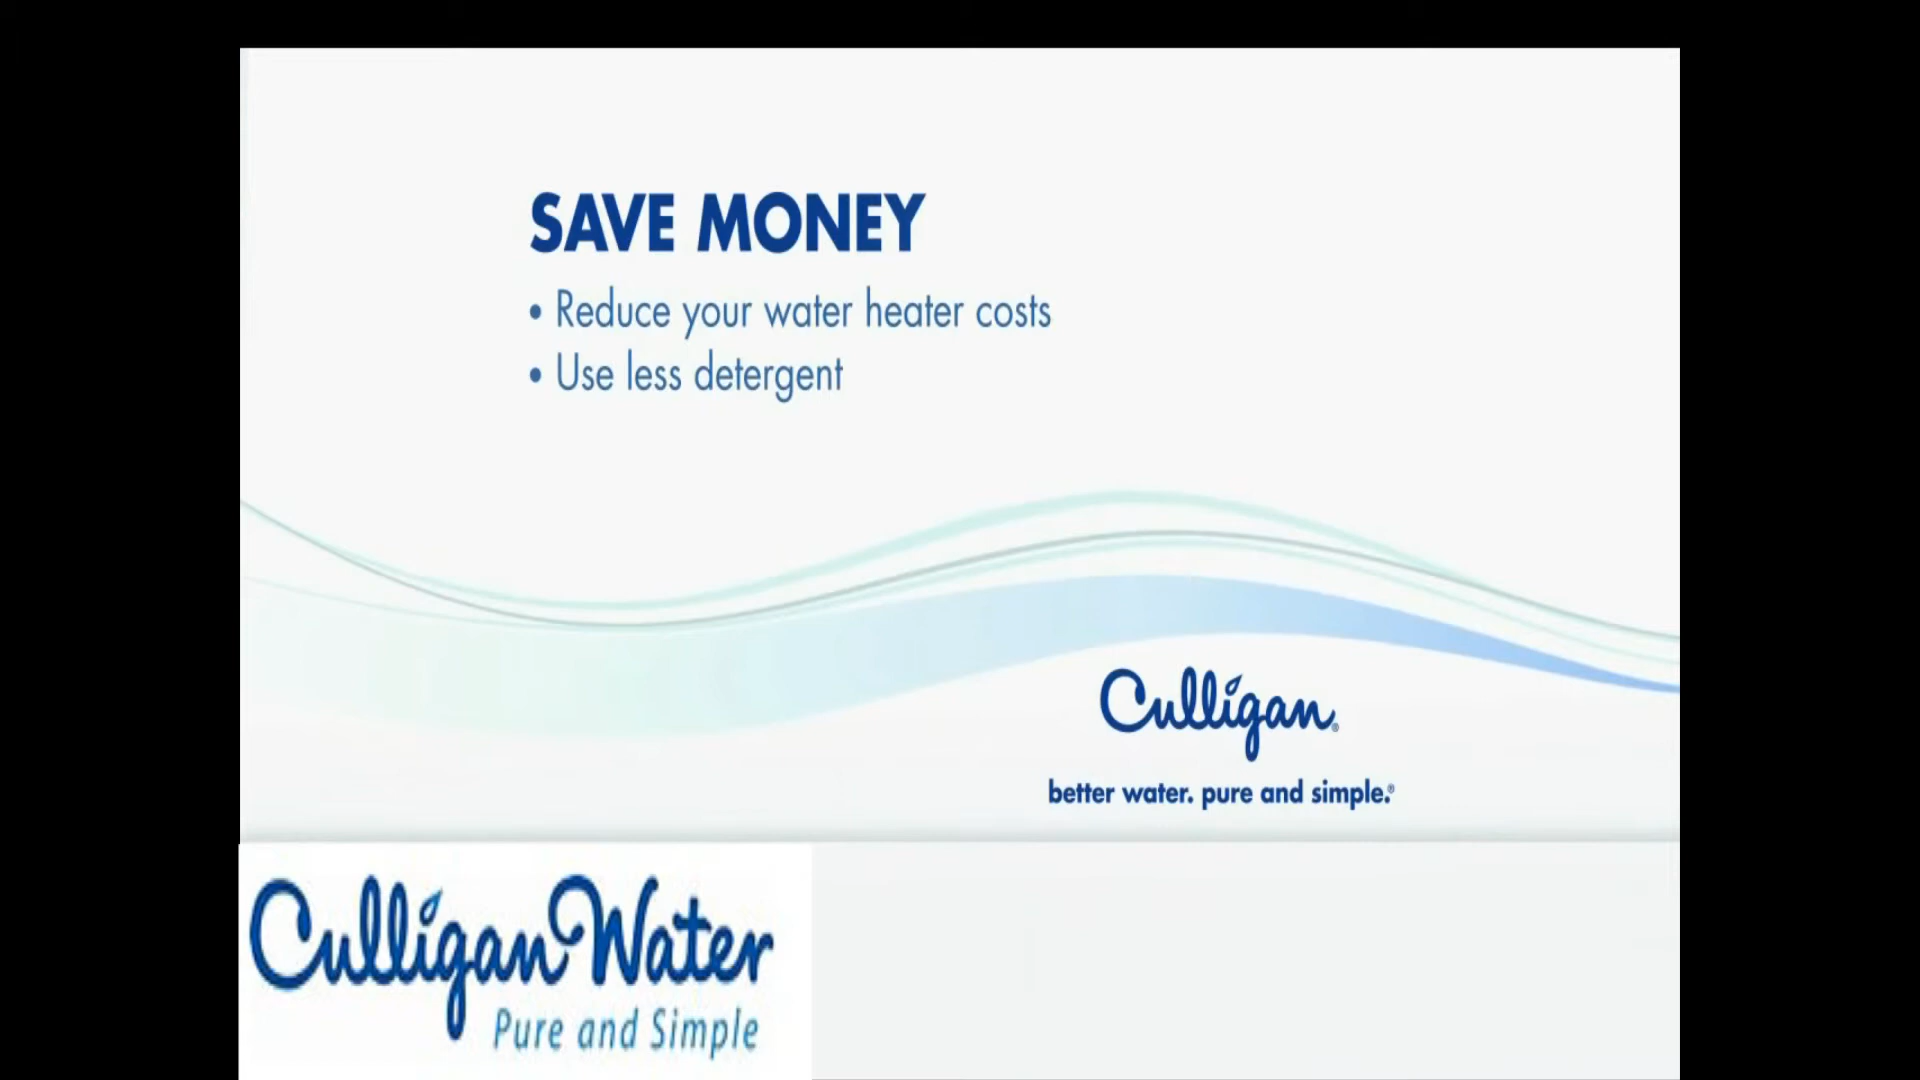 SAVE MONEY
• Reduce your water heater costs
• Use less detergent
Culligan®
better water. pure and simple.®
Culligan Water
Pure and Simple